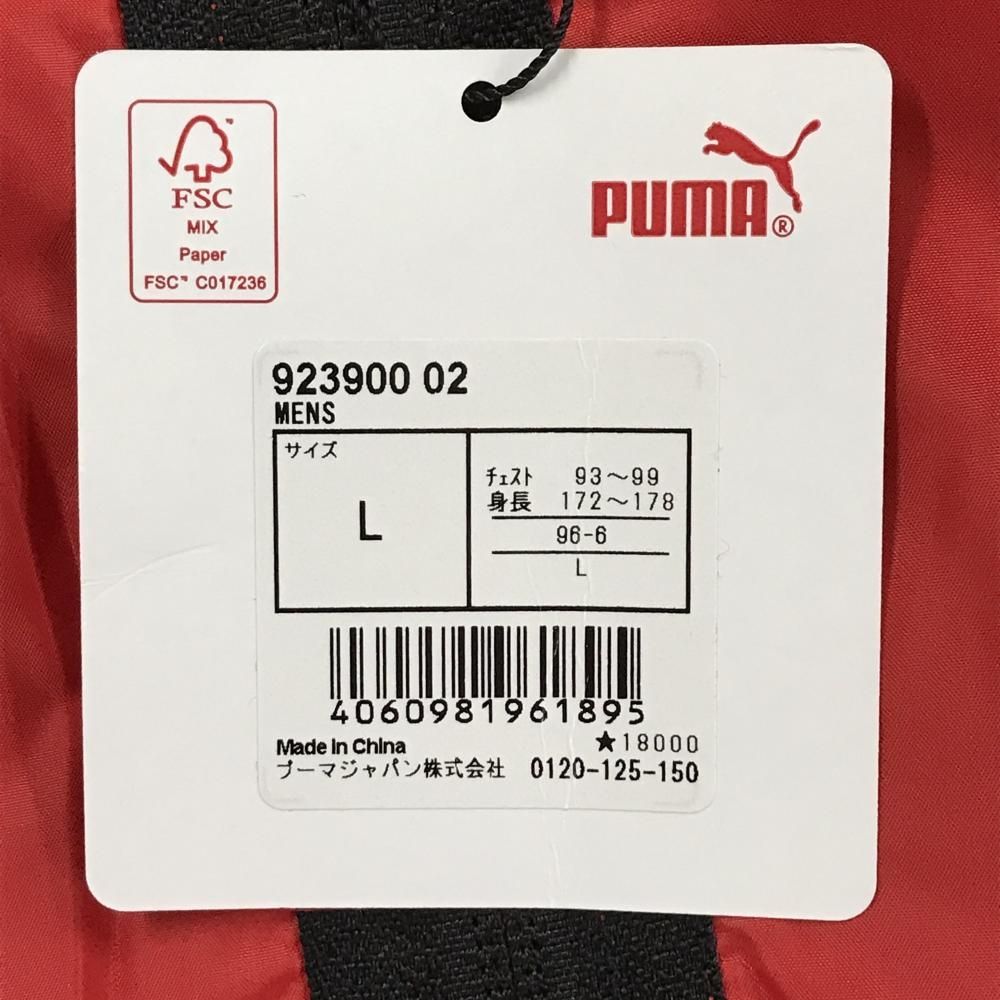 FSC™
MIX
Paper
FSC™ C017236
PUMA®
923900 02
MENS
サイズ
L
チェスト 93～99
身長 172～178
96-6
L
4060981961895
Made in China
★18000
プーマジャパン株式会社 0120-125-150